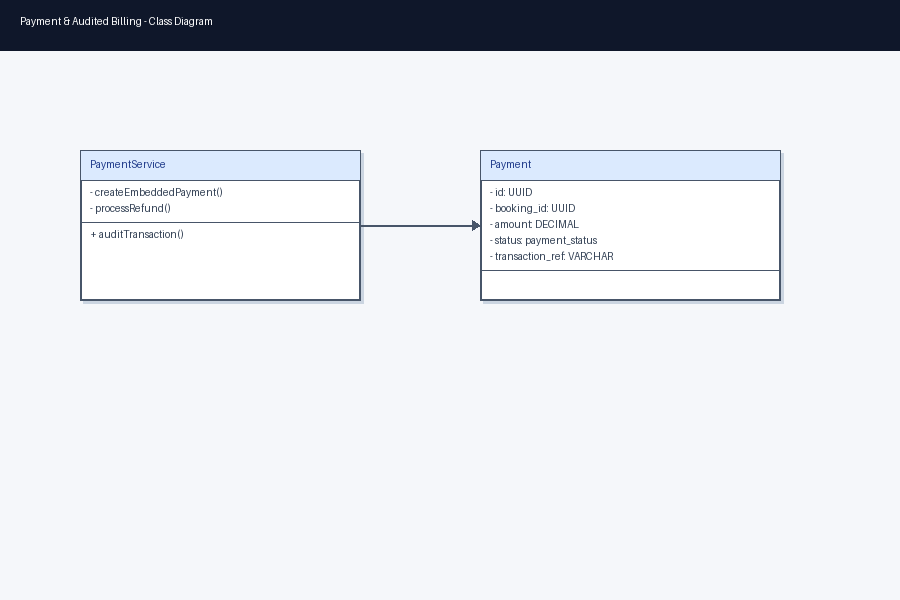 Payment & Audited Billing - Class Diagram
PaymentService
- createEmbeddedPayment()
- processRefund()
+ auditTransaction()
Payment
- id: UUID
- booking_id: UUID
- amount: DECIMAL
- status: payment_status
- transaction_ref: VARCHAR